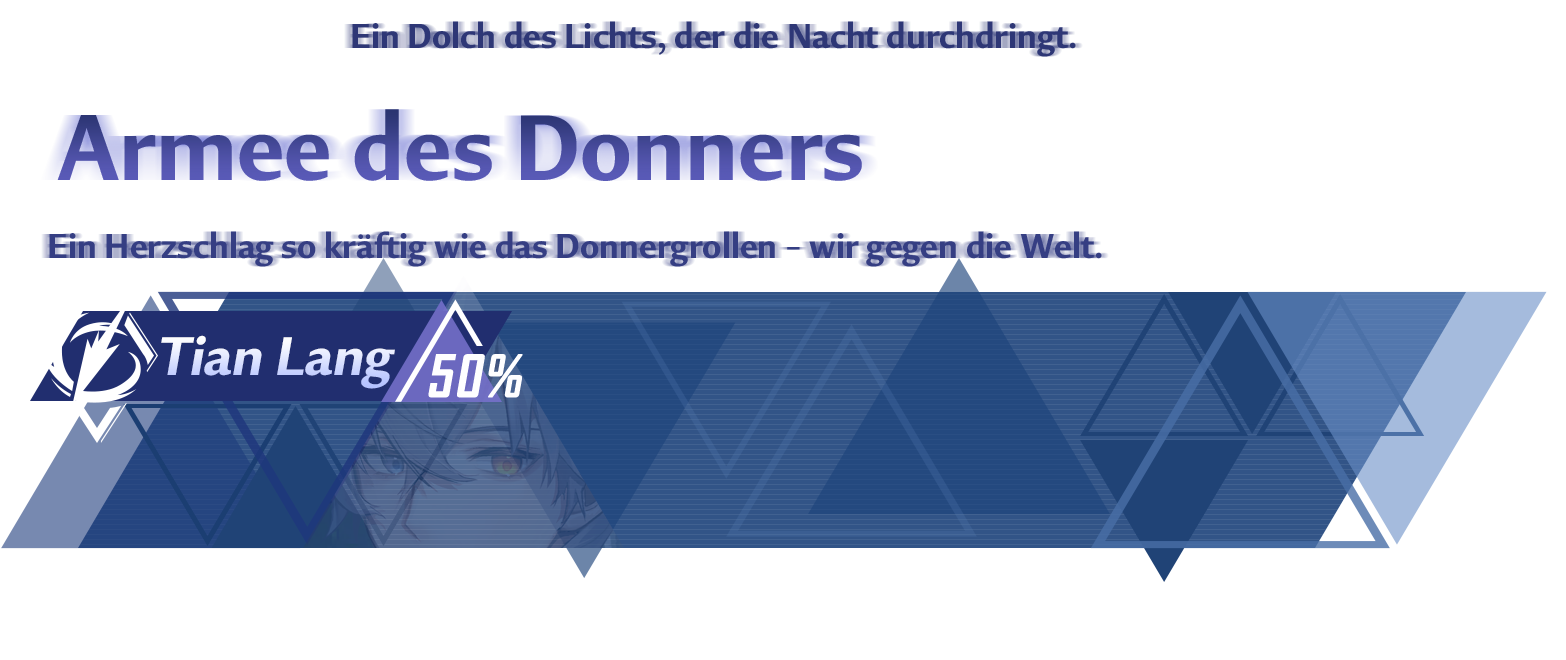 Ein Dolch des Lichts, der die Nacht durchdringt.
Armee des Donners
Ein Herzschlag so kräftig wie das Donnergrollen – wir gegen die Welt.
Tian Lang
50%